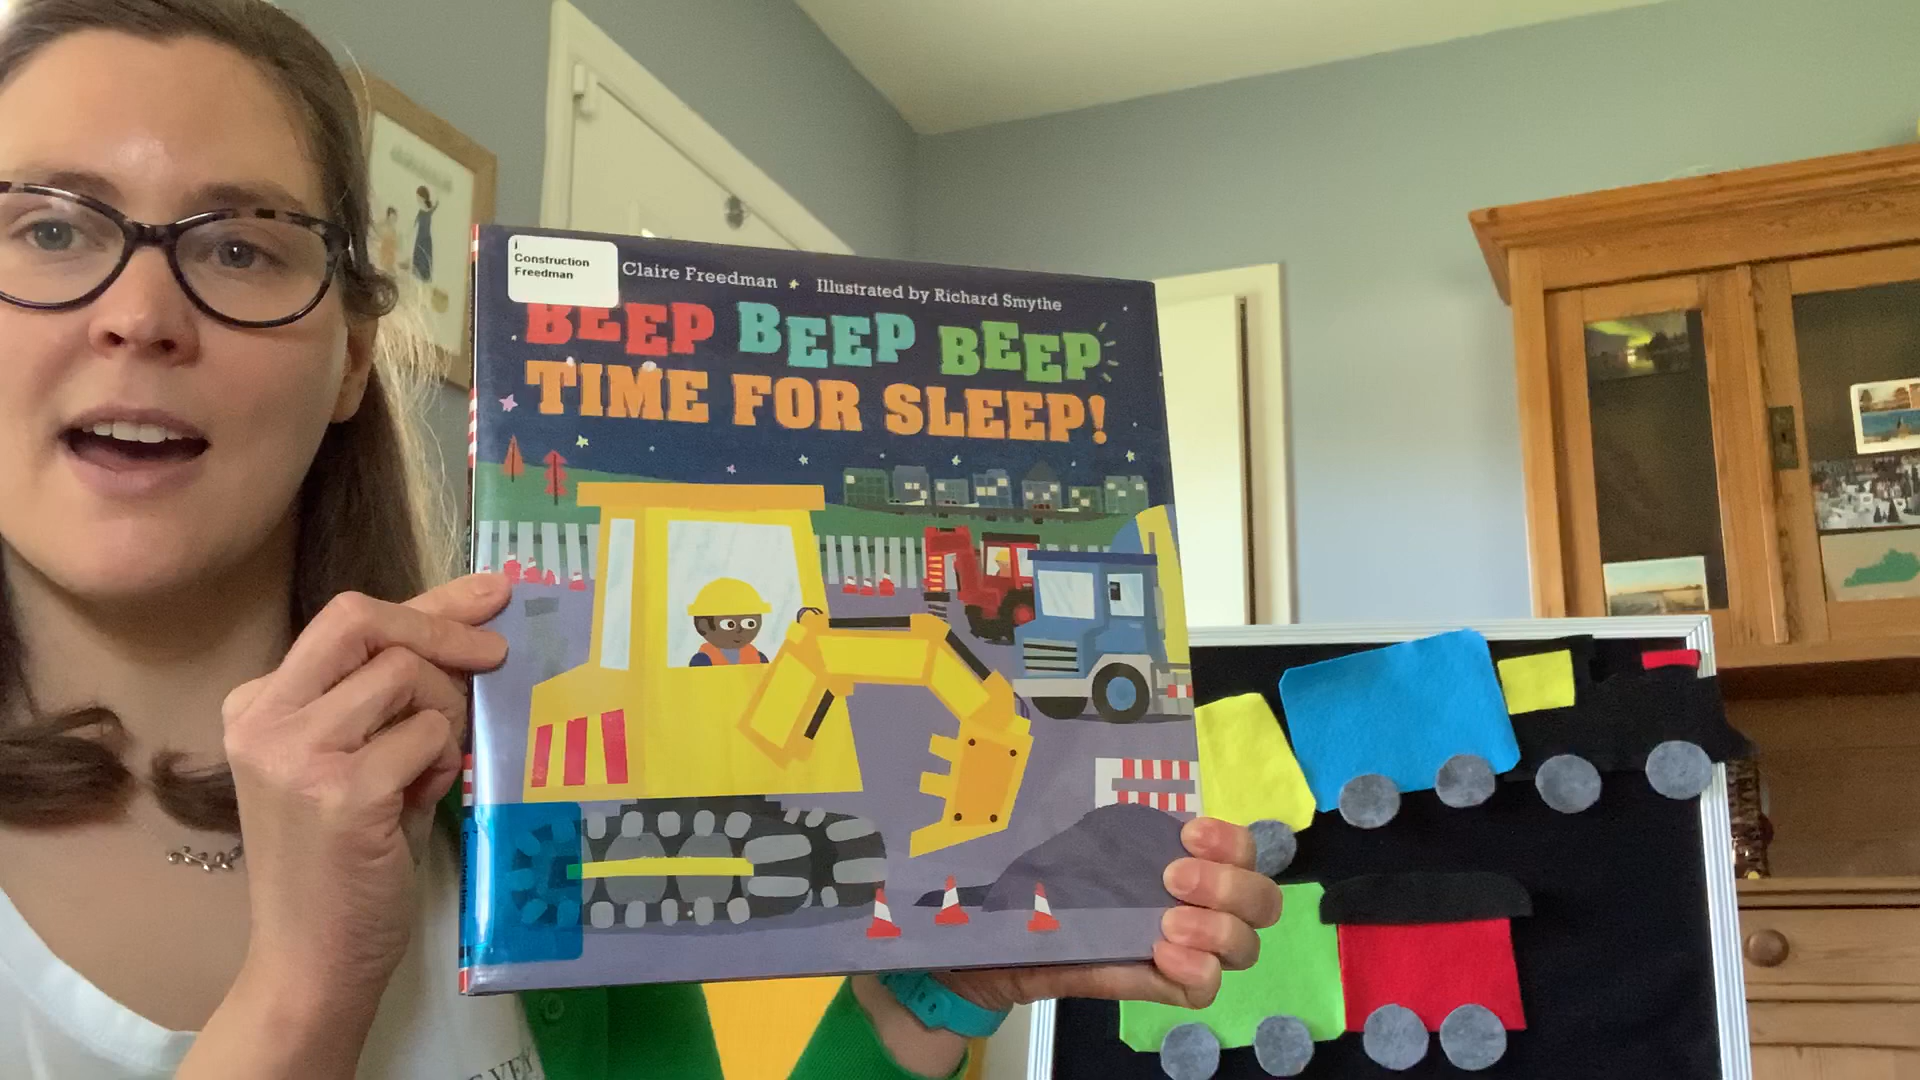 J
Construction
Freedman
Claire Freedman ★ Illustrated by Richard Smythe
BEEP BEEP BEEP
TIME FOR SLEEP!